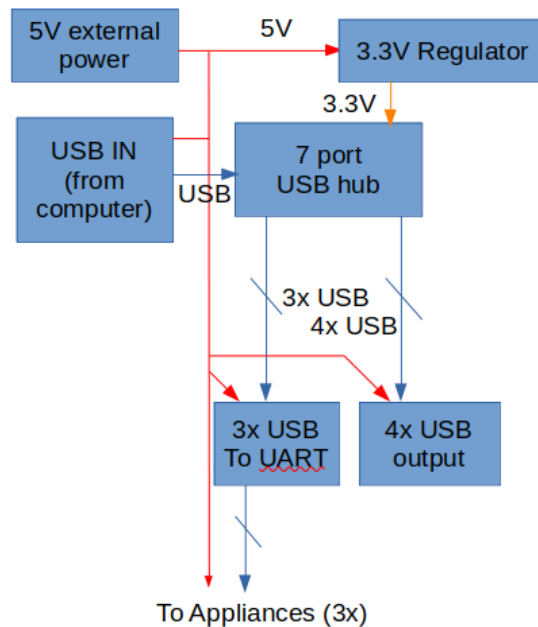 5V external
power
5V
3.3V Regulator
3.3V
USB IN
(from
computer)
USB
7 port
USB hub
3x USB
4x USB
3x USB
To UART
4x USB
output
To Appliances (3x)